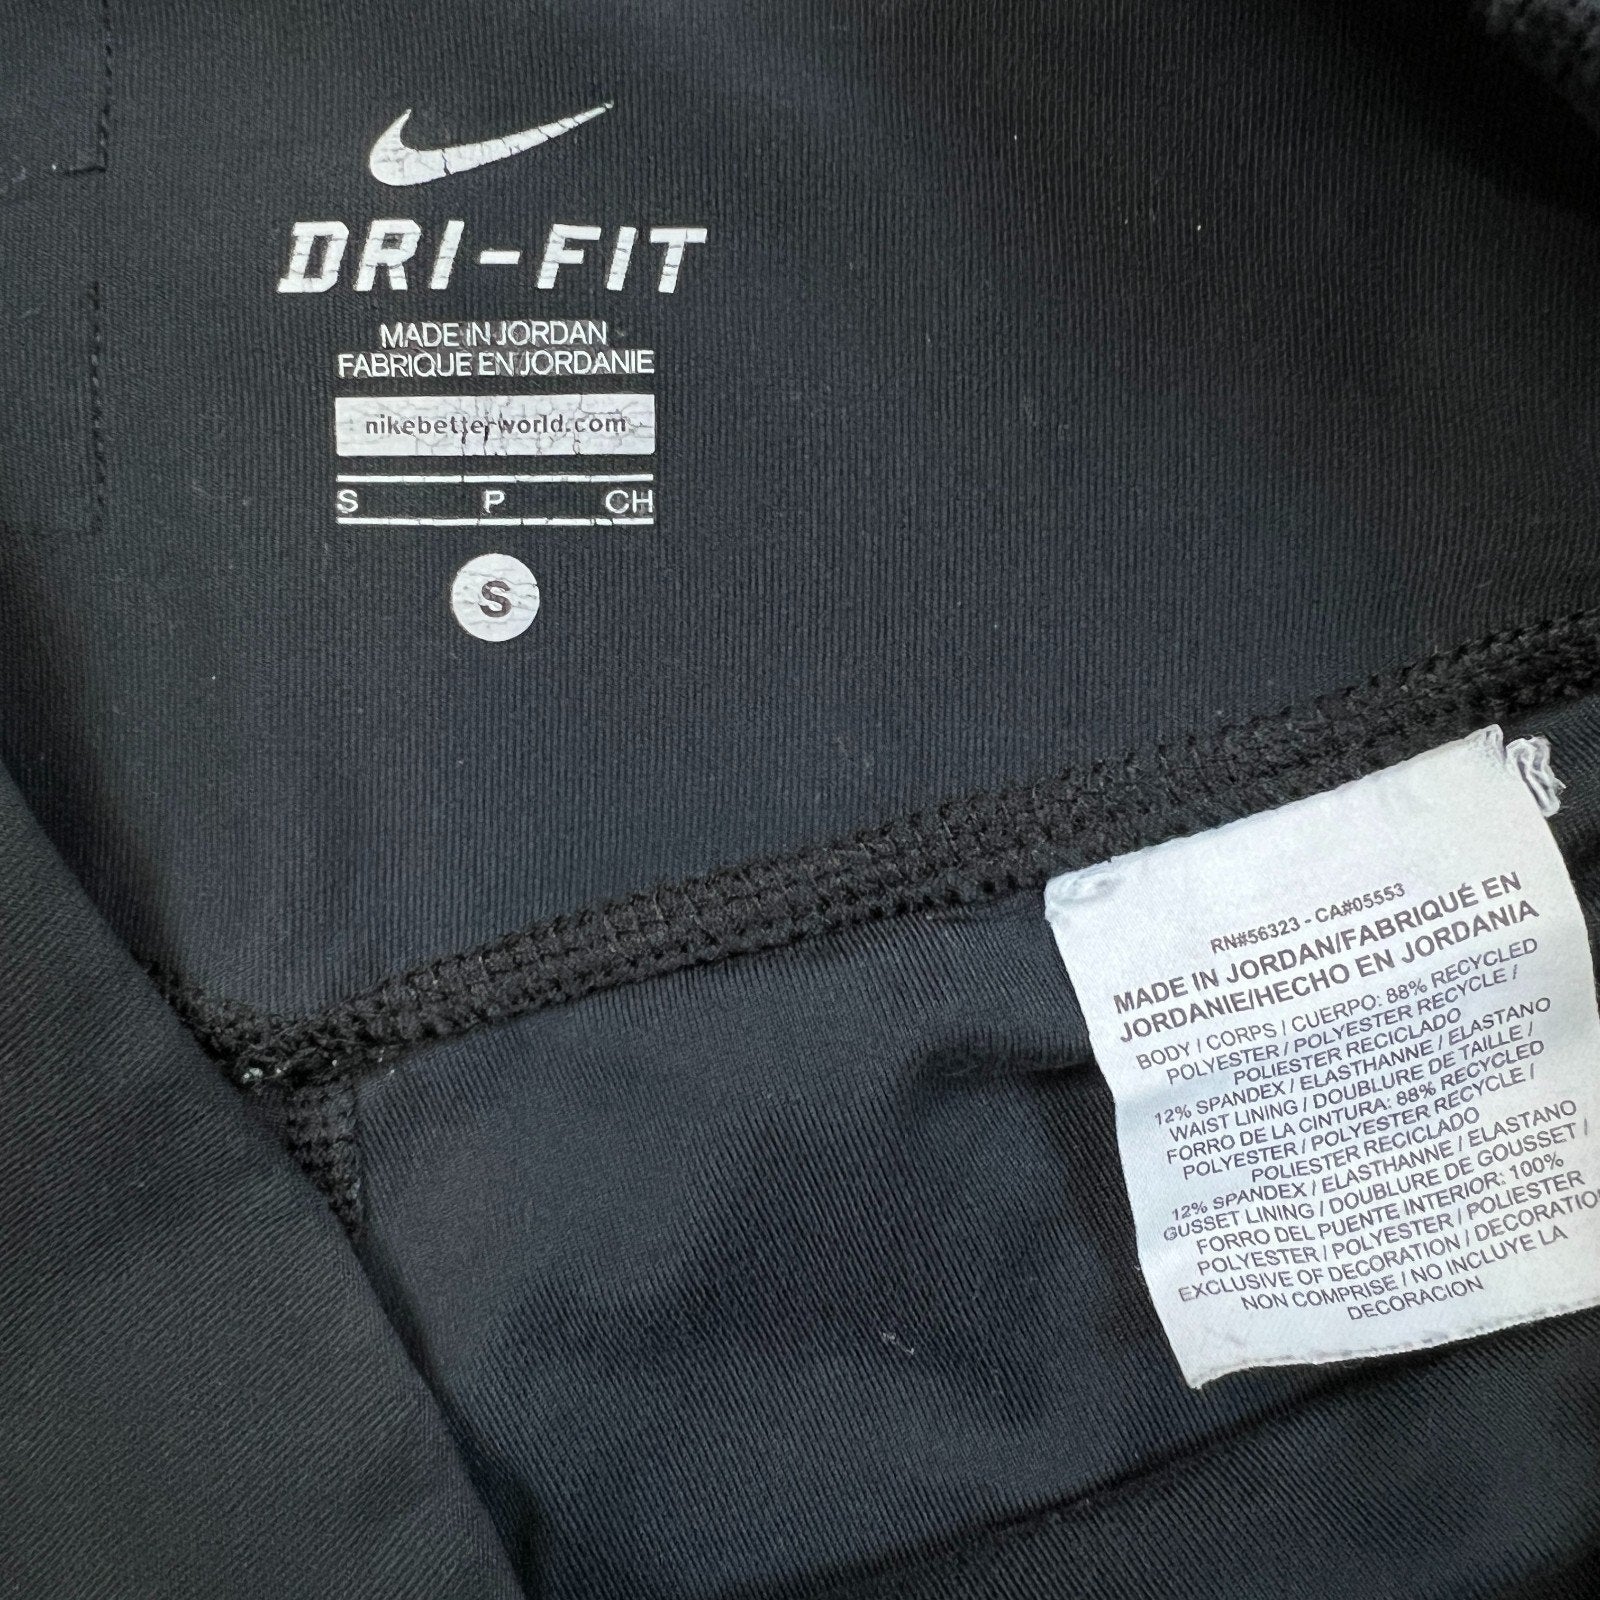 DRI-FIT
MADE IN JORDAN
FABRIQUE EN JORDANIE
nikebetterworld.com
S P CH
S
RN#56323 - CA#05553
MADE IN JORDAN/FABRIQUÉ EN
JORDANIE/HECHO EN JORDANIA
BODY / CORPS / CUERPO: 88% RECYCLED
POLYESTER / POLYESTER RECYCLE /
POLIESTER RECICLADO
12% SPANDEX / ELASTHANNE / ELASTANO
WAIST LINING / DOUBLURE DE TAILLE /
FORRO DE LA CINTURA: 88% RECYCLED
POLYESTER / POLYESTER RECYCLE /
POLIESTER RECICLADO
12% SPANDEX / ELASTHANNE / ELASTANO
GUSSET LINING / DOUBLURE DE GOUSSET /
FORRO DEL PUENTE INTERIOR: 100%
POLYESTER / POLYESTER / POLIESTER
EXCLUSIVE OF DECORATION / DECORATIO
NON COMPRISE / NO INCLUYE LA
DECORACION